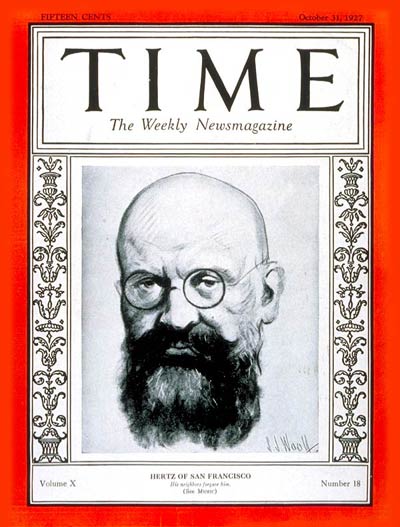 FIFTEEN CENTS October 31, 1927
TIME
The Weekly Newsmagazine
HERTZ OF SAN FRANCISCO
Volume X His neighbors forgave him. Number 18
(See MUSIC)